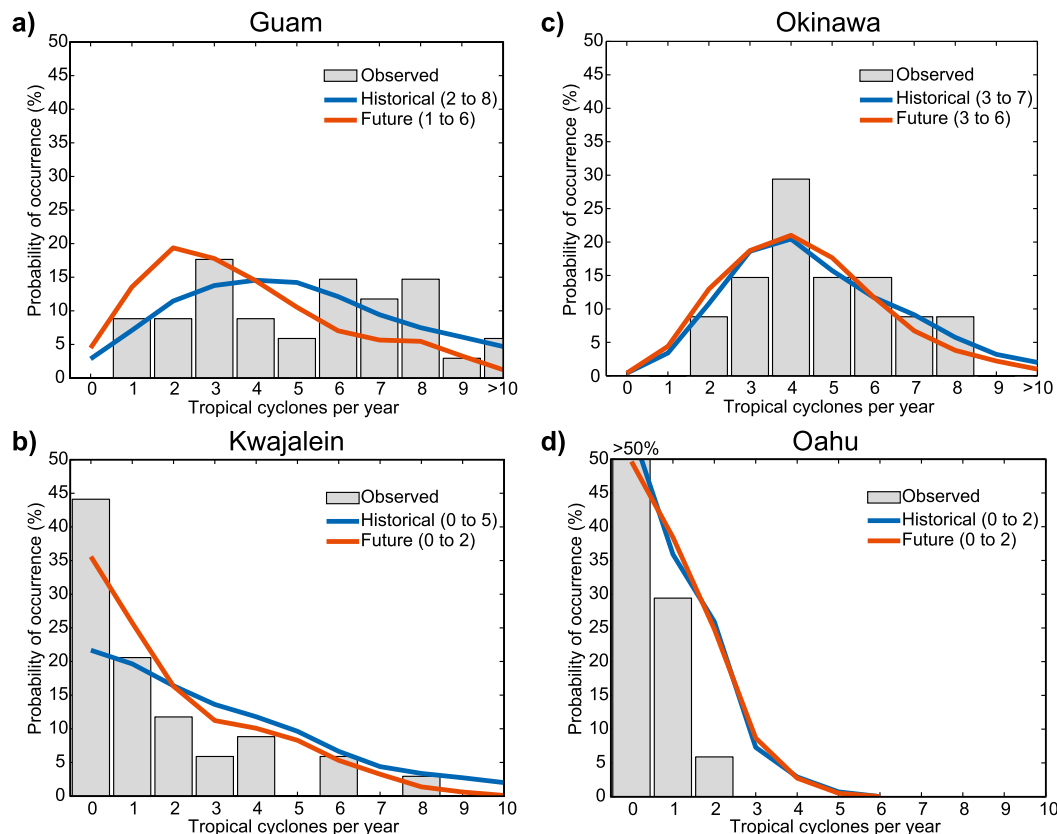 a)
Guam
50
45
40
35
30
25
20
15
10
5
0
Probability of occurrence (%)
Observed
Historical (2 to 8)
Future (1 to 6)
0 1 2 3 4 5 6 7 8 9 >10
Tropical cyclones per year
c)
Okinawa
50
45
40
35
30
25
20
15
10
5
0
Probability of occurrence (%)
Observed
Historical (3 to 7)
Future (3 to 6)
0 1 2 3 4 5 6 7 8 9 >10
Tropical cyclones per year
b)
Kwajalein
50
45
40
35
30
25
20
15
10
5
0
Probability of occurrence (%)
Observed
Historical (0 to 5)
Future (0 to 2)
0 1 2 3 4 5 6 7 8 9 10
Tropical cyclones per year
d)
Oahu
>50%
50
45
40
35
30
25
20
15
10
5
0
Probability of occurrence (%)
Observed
Historical (0 to 2)
Future (0 to 2)
0 1 2 3 4 5 6 7 8 9 10
Tropical cyclones per year